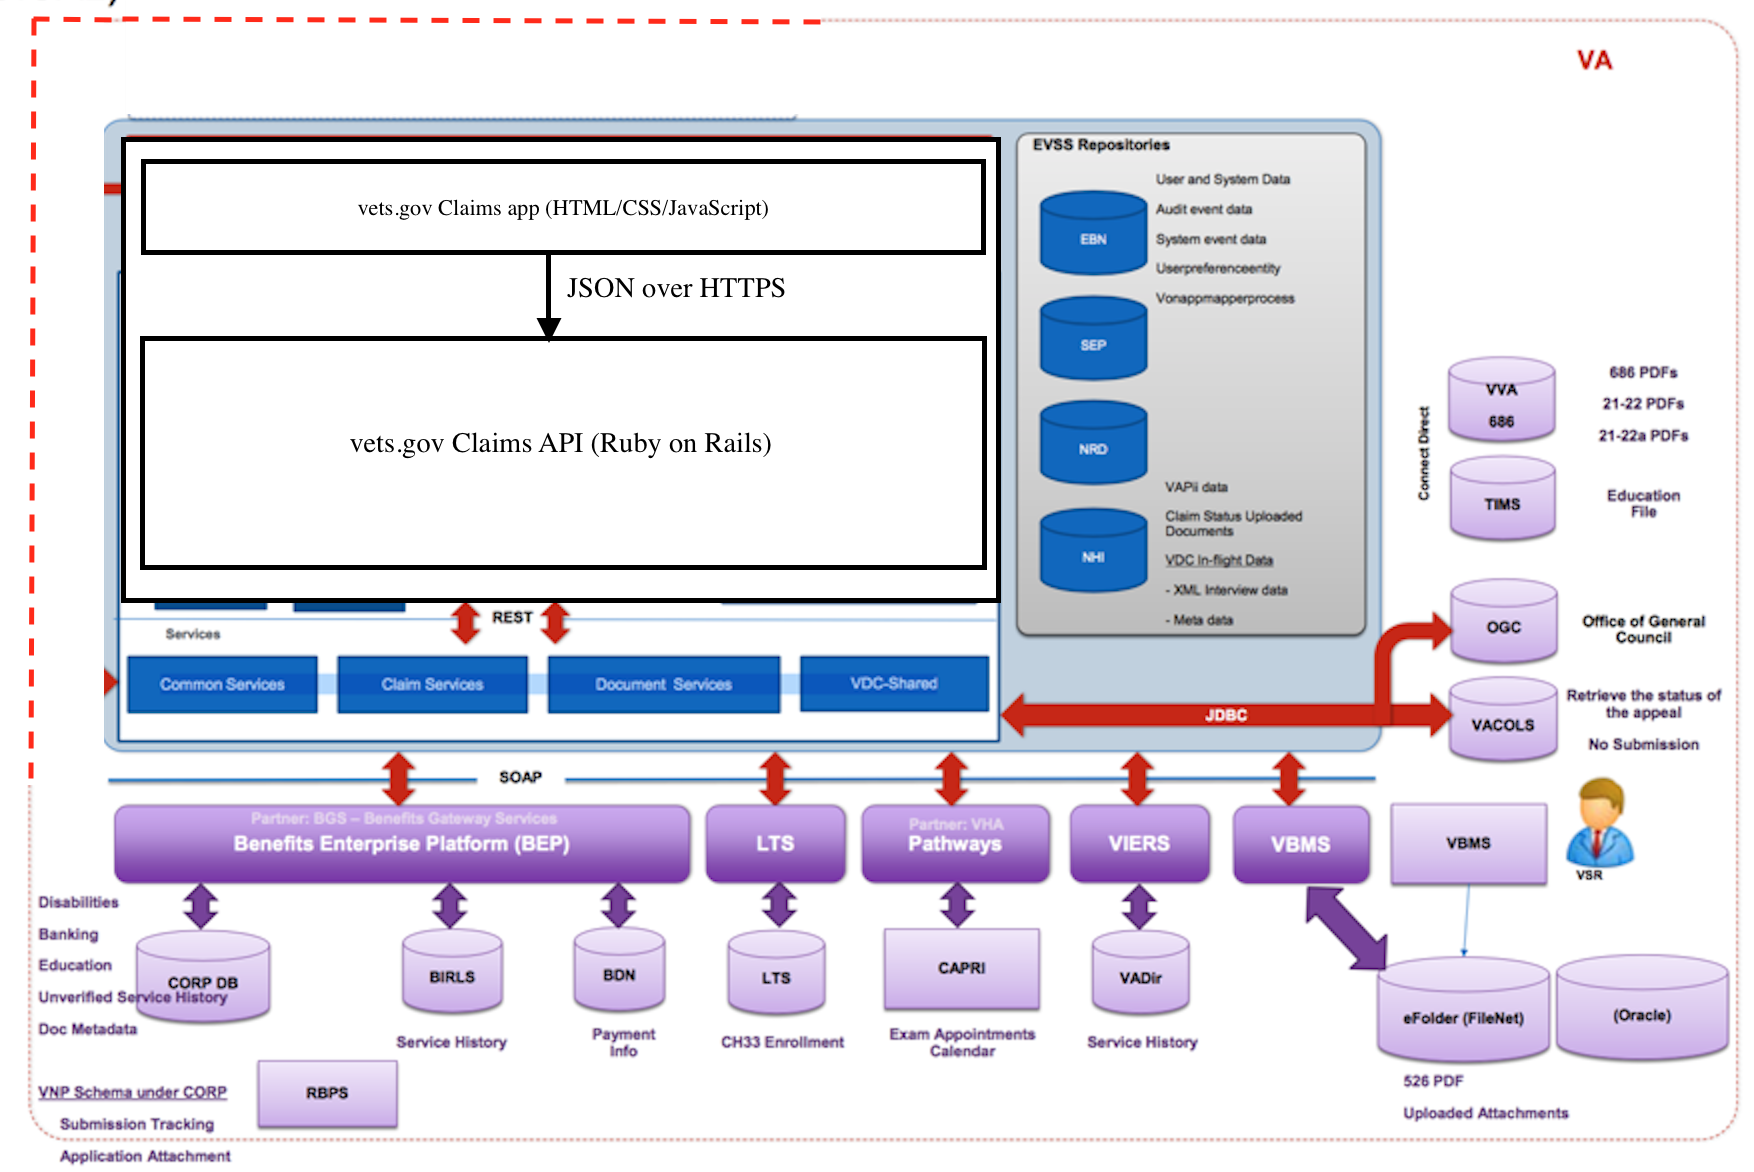 VA
vets.gov Claims app (HTML/CSS/JavaScript)
JSON over HTTPS
vets.gov Claims API (Ruby on Rails)
REST
Services
Common Services
Claim Services
Document Services
VDC-Shared
EVSS Repositories
User and System Data
Audit event data
System event data
Userpreferenceentity
Vonappmapperprocess
EBN
SEP
NRD
NHI
VAPii data
Claim Status Uploaded
Documents
VDC In-flight Data
- XML Interview data
- Meta data
Connect Direct
VVA
686
686 PDFs
21-22 PDFs
21-22a PDFs
TIMS
Education
File
OGC
Office of General
Council
JDBC
VACOLS
Retrieve the status of
the appeal
No Submission
SOAP
Partner: BGS – Benefits Gateway Services
Benefits Enterprise Platform (BEP)
LTS
Partner: VHA
Pathways
VIERS
VBMS
VBMS
VSR
Disabilities
Banking
Education
Unverified Service History
Doc Metadata
CORP DB
BIRLS
Service History
BDN
Payment
Info
LTS
CH33 Enrollment
CAPRI
Exam Appointments
Calendar
VADir
Service History
eFolder (FileNet)
(Oracle)
526 PDF
Uploaded Attachments
VNP Schema under CORP
Submission Tracking
Application Attachment
RBPS